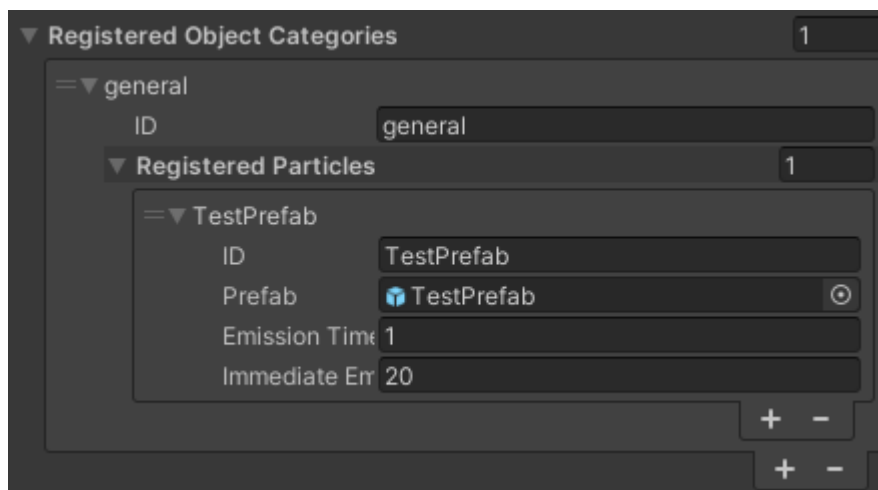 Registered Object Categories 1
general
ID general
Registered Particles 1
TestPrefab
ID TestPrefab
Prefab TestPrefab
Emission Time 1
Immediate Em 20